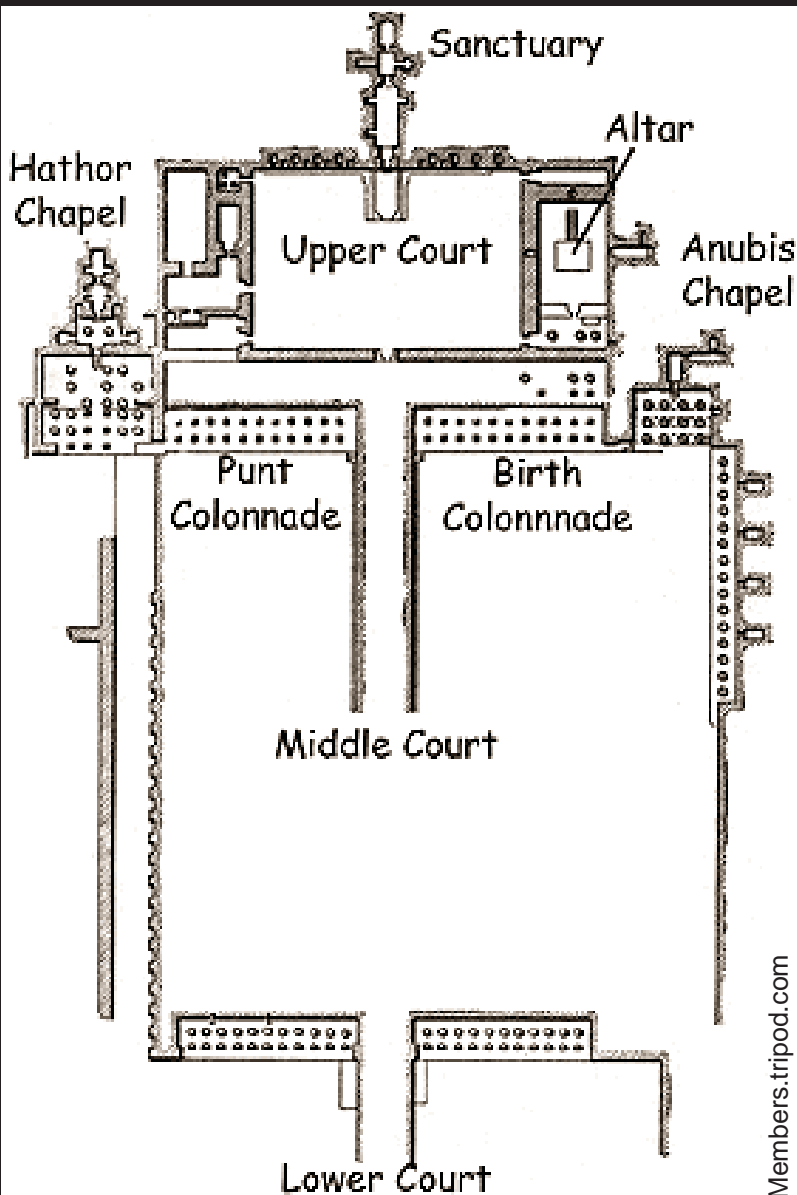 Sanctuary
Altar
Hathor
Chapel
Upper Court
Anubis
Chapel
Punt
Colonnade
Birth
Colonnnade
Middle Court
Lower Court
Members.tripod.com